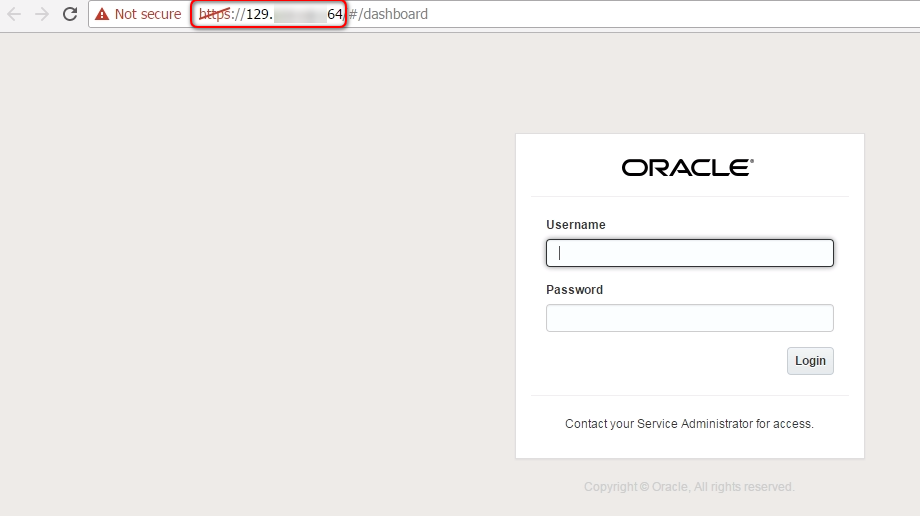 Not secure https://129. 64/#/dashboard
ORACLE®
Username
Password
Login
Contact your Service Administrator for access.
Copyright © Oracle, All rights reserved.